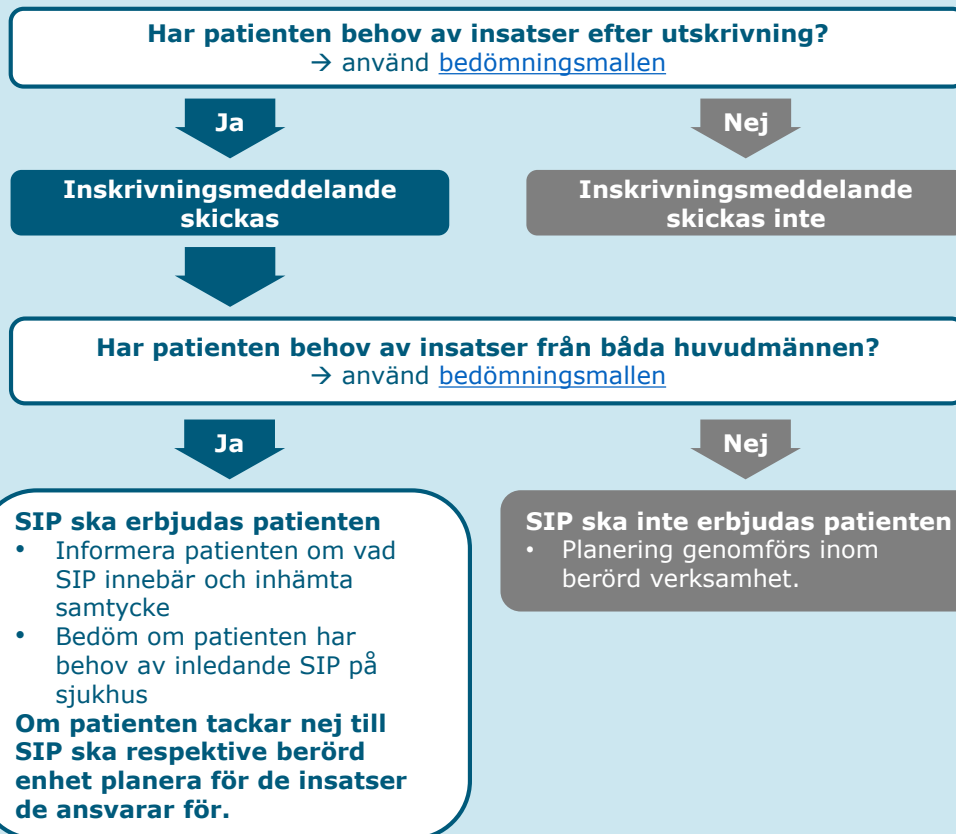 Har patienten behov av insatser efter utskrivning?
→ använd bedömningsmallen
Ja
Nej
Inskrivningsmeddelande
skickas
Inskrivningsmeddelande
skickas inte
Har patienten behov av insatser från båda huvudmännen?
→ använd bedömningsmallen
Ja
Nej
SIP ska erbjudas patienten
• Informera patienten om vad
SIP innebär och inhämta
samtycke
• Bedöm om patienten har
behov av inledande SIP på
sjukhus
Om patienten tackar nej till
SIP ska respektive berörd
enhet planera för de insatser
de ansvarar för.
SIP ska inte erbjudas patienten
• Planering genomförs inom
berörd verksamhet.